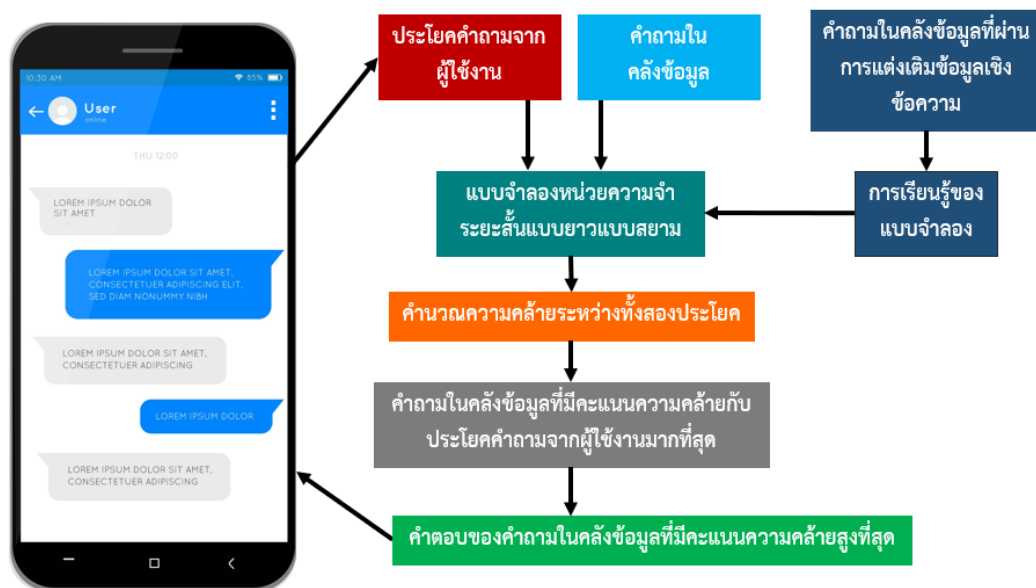 10:30 AM
85%
User
online
THU 12:00
LOREM IPSUM DOLOR
SIT AMET
LOREM IPSUM DOLOR SIT AMET,
CONSECTETUER ADIPISCING ELIT,
SED DIAM NONUMMY NIBH
LOREM IPSUM DOLOR SIT AMET,
CONSECTETUER ADIPISCING
LOREM IPSUM DOLOR
LOREM IPSUM DOLOR SIT AMET,
CONSECTETUER ADIPISCING
ประโยคคำถามจาก
ผู้ใช้งาน
คำถามใน
คลังข้อมูล
คำถามในคลังข้อมูลที่ผ่าน
การแต่งเติมข้อมูลเชิง
ข้อความ
แบบจำลองหน่วยความจำ
ระยะสั้นแบบยาวแบบสยาม
การเรียนรู้ของ
แบบจำลอง
คำนวณความคล้ายระหว่างทั้งสองประโยค
คำถามในคลังข้อมูลที่มีคะแนนความคล้ายกับ
ประโยคคำถามจากผู้ใช้งานมากที่สุด
คำตอบของคำถามในคลังข้อมูลที่มีคะแนนความคล้ายสูงที่สุด